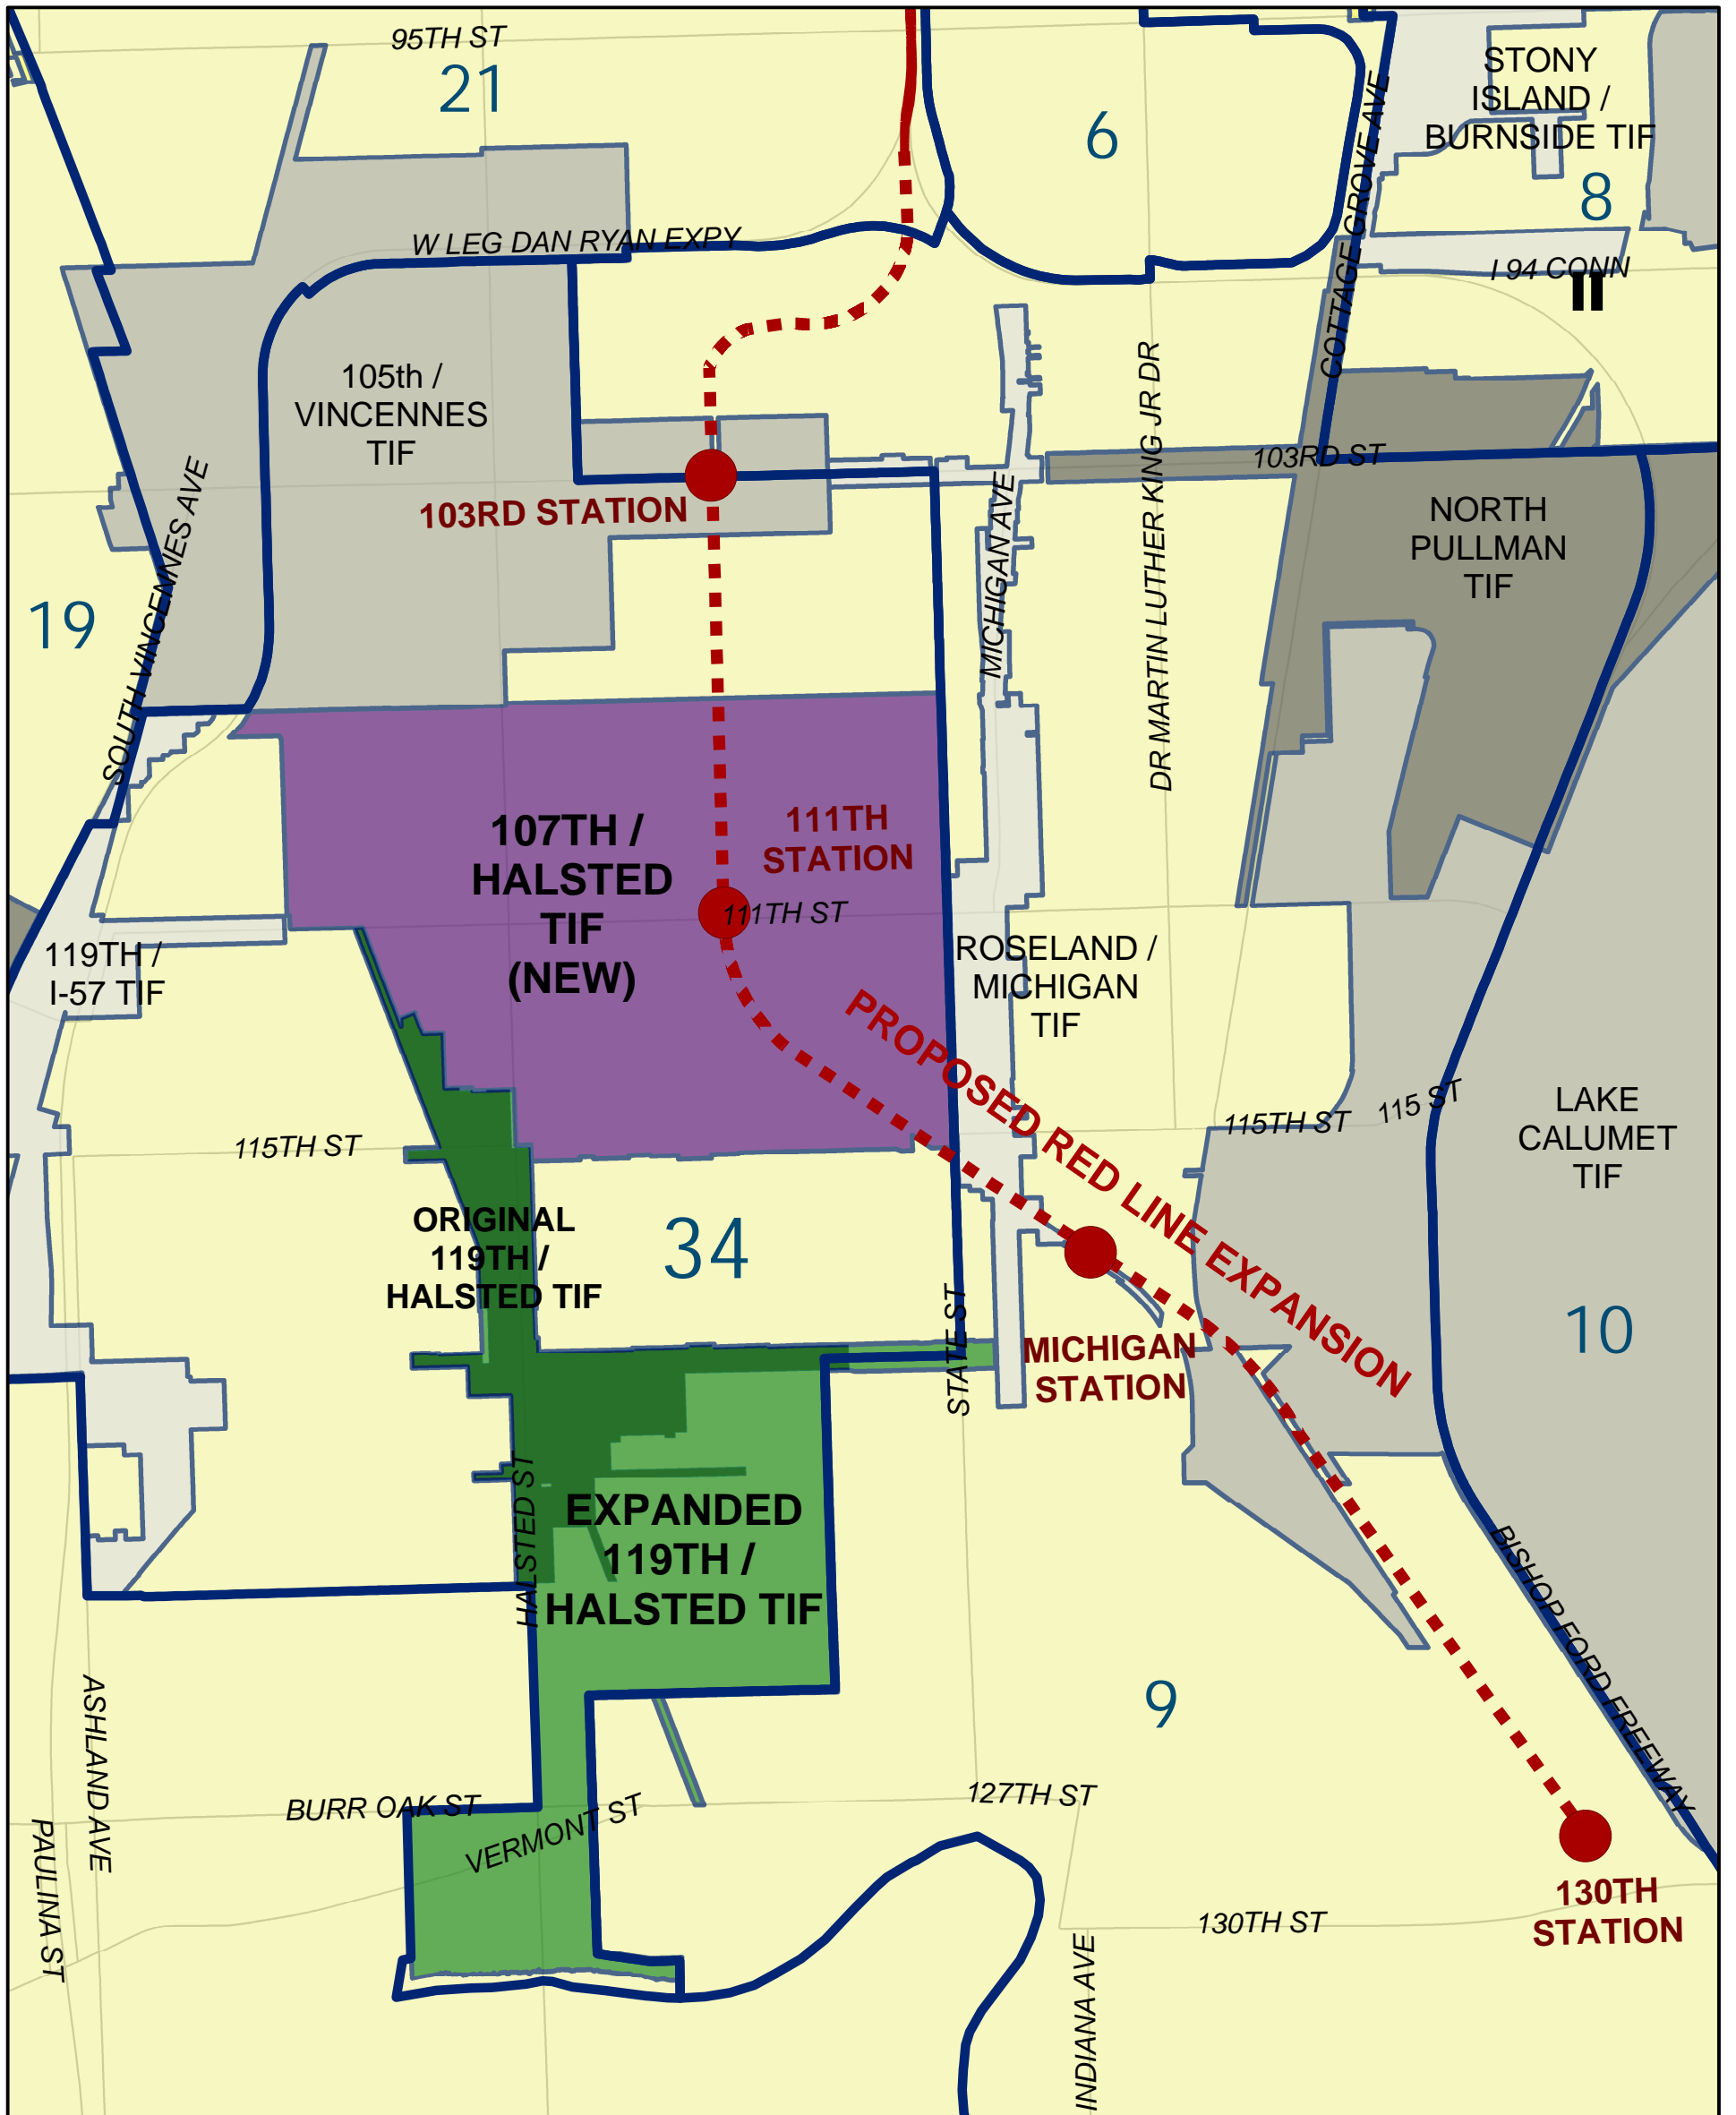 95TH ST
21
6
STONY
ISLAND /
BURNSIDE TIF
8
W LEG DAN RYAN EXPY
COTTAGE GROVE AVE
I 94 CONN
105th /
VINCENNES
TIF
103RD ST
103RD STATION
SOUTH VINCENNES AVE
MICHIGAN AVE
DR MARTIN LUTHER KING JR DR
NORTH
PULLMAN
TIF
19
107TH /
HALSTED
TIF
(NEW)
111TH
STATION
111TH ST
119TH /
I-57 TIF
ROSELAND /
MICHIGAN
TIF
PROPOSED RED LINE EXPANSION
115TH ST
115TH ST
115 ST
LAKE
CALUMET
TIF
ORIGINAL
119TH /
HALSTED TIF
34
10
STATE ST
MICHIGAN
STATION
HALSTED ST
EXPANDED
119TH /
HALSTED TIF
BISHOP FORD FREEWAY
9
ASHLAND AVE
PAULINA ST
BURR OAK ST
VERMONT ST
127TH ST
130TH
STATION
130TH ST
INDIANA AVE